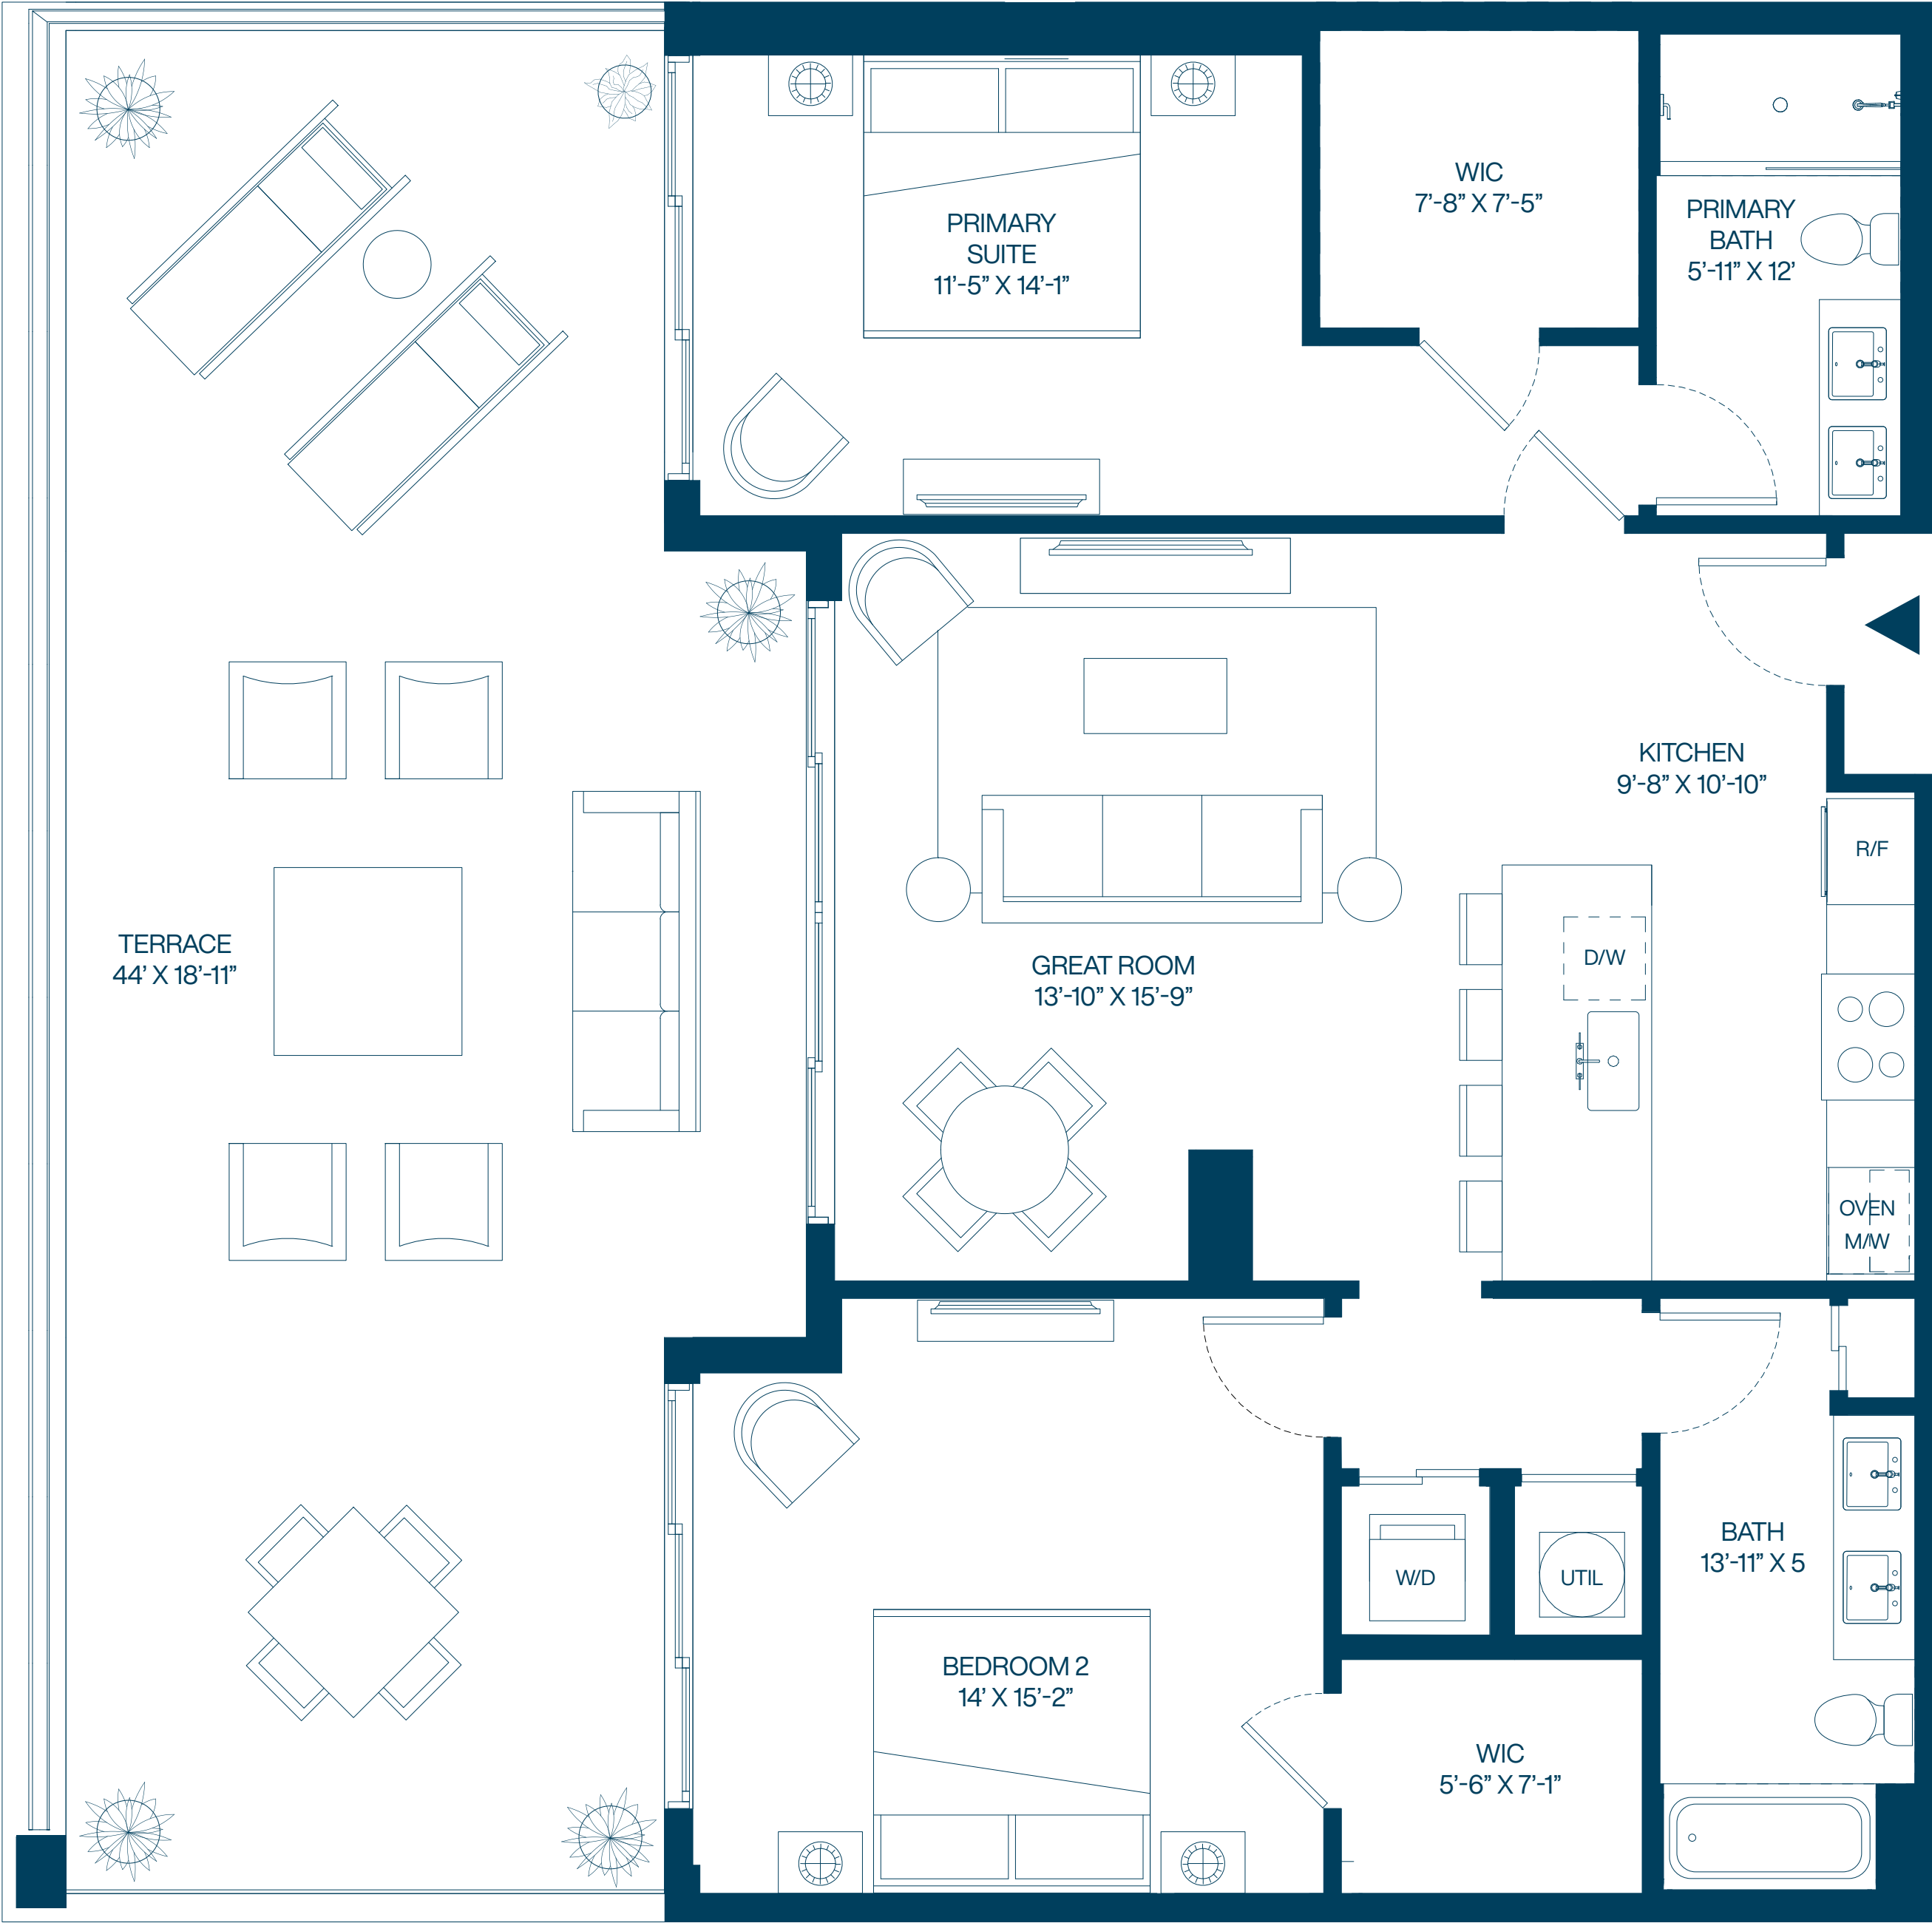 WIC
7’-8” X 7’-5”
PRIMARY
BATH
5’-11” X 12’
PRIMARY
SUITE
11’-5” X 14’-1”
KITCHEN
9’-8” X 10’-10”
R/F
TERRACE
44’ X 18’-11”
GREAT ROOM
13’-10” X 15’-9”
D/W
OVEN
M/W
BATH
13’-11” X 5
W/D
UTIL
BEDROOM 2
14’ X 15’-2”
WIC
5’-6” X 7’-1”